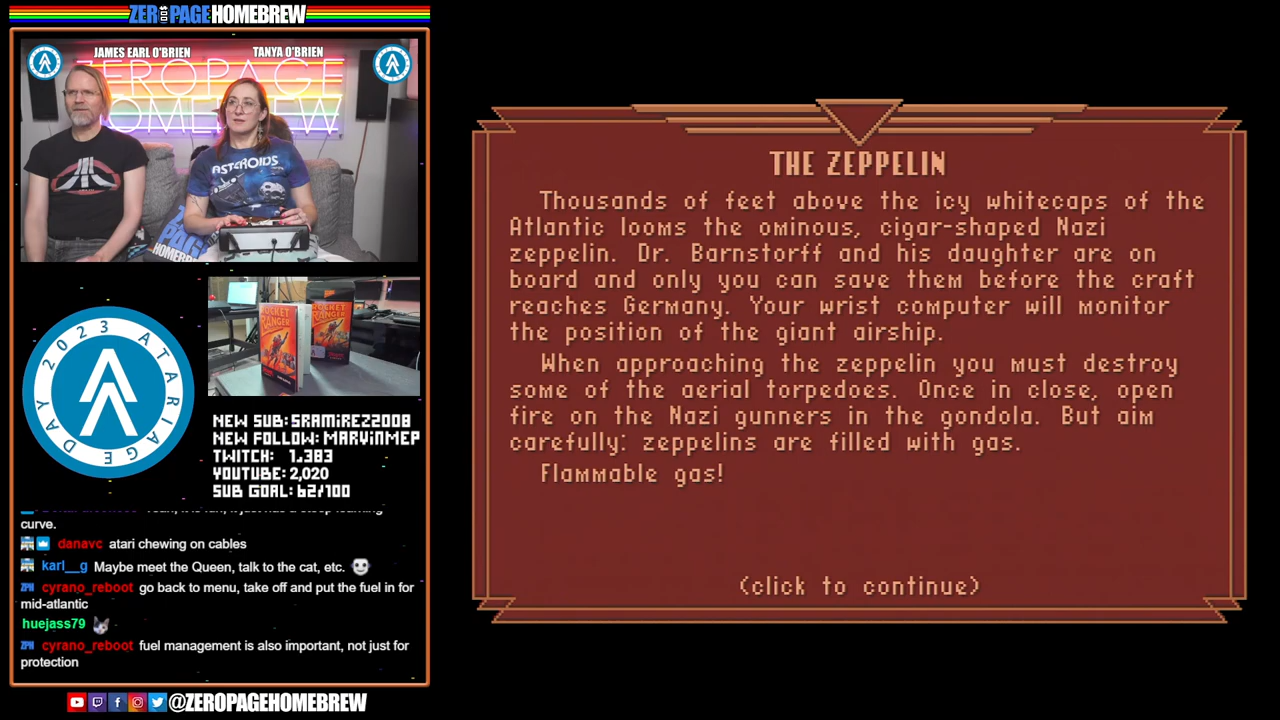 ZEROPAGE HOMEBREW
JAMES EARL O'BRIEN
TANYA O'BRIEN
ZEROPAGE
HOMEBREW
ATARI
ASTEROIDS
ZERO
PAGE
HOMEBREW
ROCKET
RANGER
2023 ATARIAGE DAY
NEW SUB: SRAMIREZ2008
NEW FOLLOW: MARVINMEP
TWITCH: 1,383
YOUTUBE: 2,020
SUB GOAL: 62/100
curve.
danavc atari chewing on cables
karl__g Maybe meet the Queen, talk to the cat, etc.
cyrano_reboot go back to menu, take off and put the fuel in for
mid-atlantic
huejass79
cyrano_reboot fuel management is also important, not just for
protection
@ZEROPAGEHOMEBREW
THE ZEPPELIN
Thousands of feet above the icy whitecaps of the
Atlantic looms the ominous, cigar-shaped Nazi
zeppelin. Dr. Barnstorff and his daughter are on
board and only you can save them before the craft
reaches Germany. Your wrist computer will monitor
the position of the giant airship.
When approaching the zeppelin you must destroy
some of the aerial torpedoes. Once in close, open
fire on the Nazi gunners in the gondola. But aim
carefully: zeppelins are filled with gas.
Flammable gas!
(click to continue)